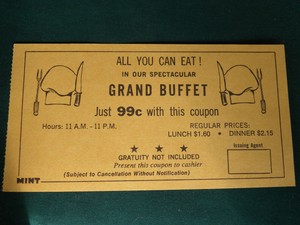 ALL YOU CAN EAT!
IN OUR SPECTACULAR
GRAND BUFFET
Just 99c with this coupon
Hours: 11 A.M. - 11 P.M.
REGULAR PRICES:
LUNCH $1.80 • DINNER $2.15
★ ★ ★
Issuing Agent
GRATUITY NOT INCLUDED
Present this coupon to cashier
(Subject to Cancellation Without Notification)
MINT